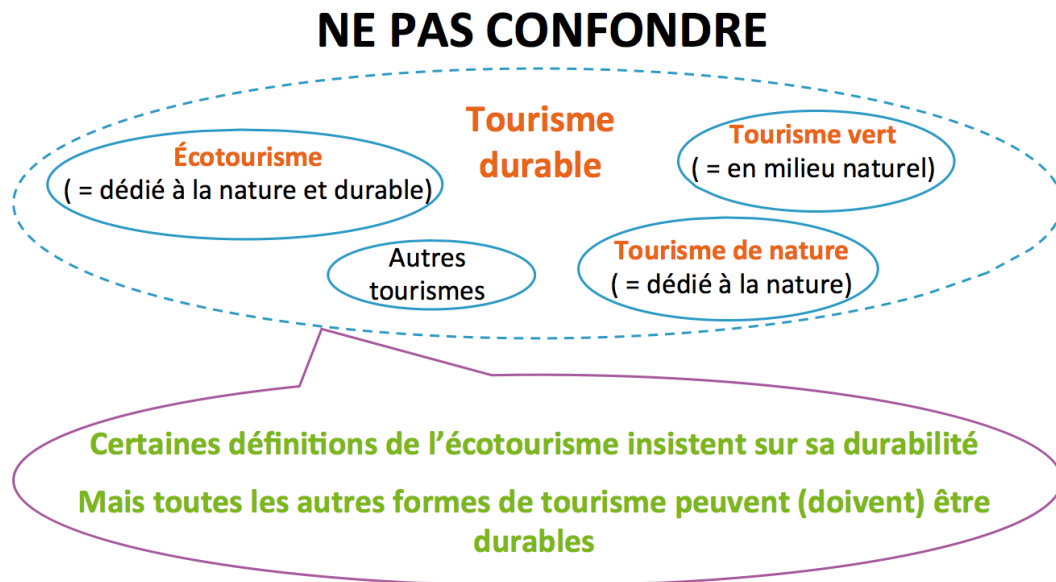 NE PAS CONFONDRE
Tourisme
durable
Écotourisme
( = dédié à la nature et durable)
Tourisme vert
( = en milieu naturel)
Autres
tourismes
Tourisme de nature
( = dédié à la nature)
Certaines définitions de l’écotourisme insistent sur sa durabilité
Mais toutes les autres formes de tourisme peuvent (doivent) être
durables